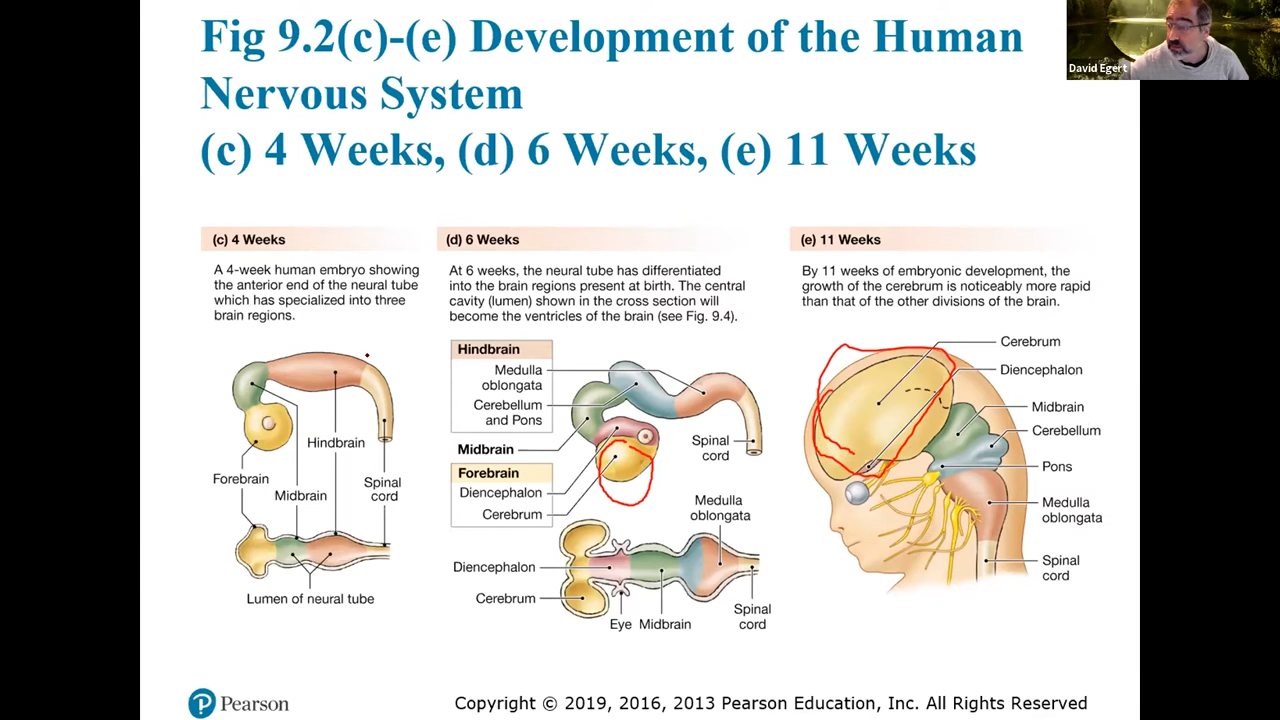 Fig 9.2(c)-(e) Development of the Human
Nervous System
(c) 4 Weeks, (d) 6 Weeks, (e) 11 Weeks
David Egert
(c) 4 Weeks
A 4-week human embryo showing
the anterior end of the neural tube
which has specialized into three
brain regions.
Hindbrain
Forebrain
Midbrain
Spinal
cord
Lumen of neural tube
(d) 6 Weeks
At 6 weeks, the neural tube has differentiated
into the brain regions present at birth. The central
cavity (lumen) shown in the cross section will
become the ventricles of the brain (see Fig. 9.4).
Hindbrain
Medulla
oblongata
Cerebellum
and Pons
Midbrain
Forebrain
Diencephalon
Cerebrum
Spinal
cord
Medulla
oblongata
Diencephalon
Cerebrum
Eye
Midbrain
Spinal
cord
(e) 11 Weeks
By 11 weeks of embryonic development, the
growth of the cerebrum is noticeably more rapid
than that of the other divisions of the brain.
Cerebrum
Diencephalon
Midbrain
Cerebellum
Pons
Medulla
oblongata
Spinal
cord
Pearson
Copyright © 2019, 2016, 2013 Pearson Education, Inc. All Rights Reserved